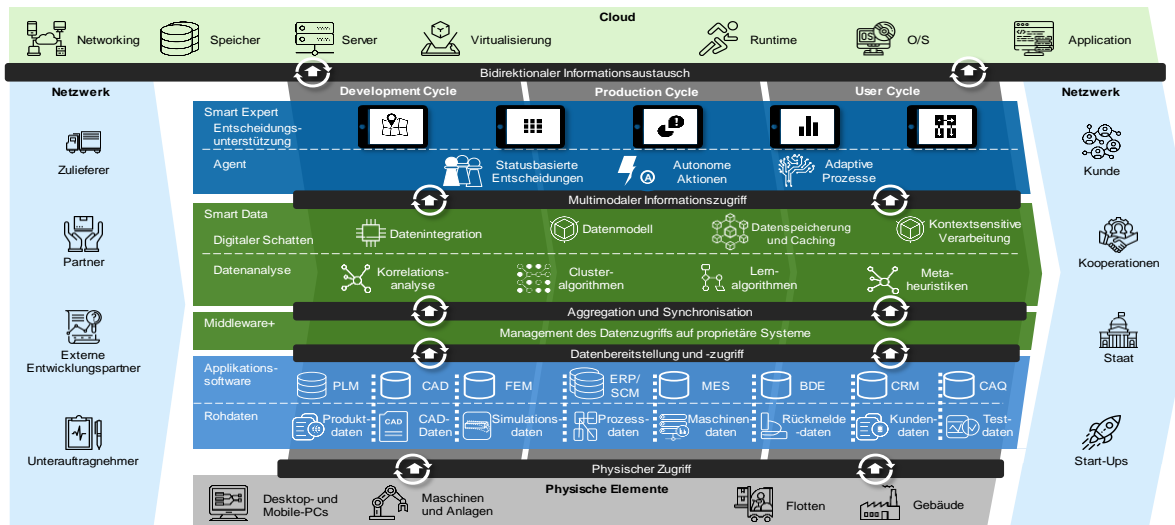 Cloud
Networking
Speicher
Server
Virtualisierung
Runtime
OS
O/S
Application
Bidirektionaler Informationsaustausch
Netzwerk
Zulieferer
Partner
Externe
Entwicklungspartner
Unterauftragnehmer
Development Cycle
Production Cycle
User Cycle
Smart Expert
Entscheidungs-
unterstützung
Agent
Statusbasierte
Entscheidungen
A
Autonome
Aktionen
Adaptive
Prozesse
Multimodaler Informationszugriff
Smart Data
Digitaler Schatten
Datenintegration
Datenmodell
Datenspeicherung
und Caching
Kontextsensitive
Verarbeitung
Datenanalyse
Korrelations-
analyse
Cluster-
algorithmen
Lern-
algorithmen
Meta-
heuristiken
Aggregation und Synchronisation
Middleware+
Management des Datenzugriffs auf proprietäre Systeme
Datenbereitstellung und -zugriff
Applikations-
software
PLM
CAD
FEM
ERP/
SCM
MES
BDE
CRM
CAQ
Rohdaten
Produkt-
daten
CAD
CAD-
Daten
Simulations-
daten
Prozess-
daten
Maschinen-
daten
Rückmelde
-daten
Kunden-
daten
Test-
daten
Physischer Zugriff
Physische Elemente
Desktop- und
Mobile-PCs
Maschinen
und Anlagen
Flotten
Gebäude
Netzwerk
Kunde
Kooperationen
Staat
Start-Ups